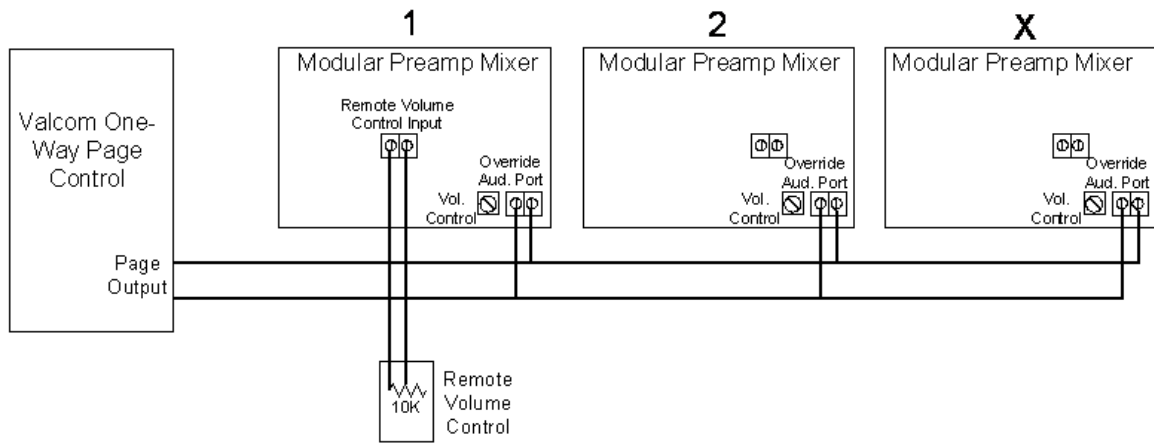 1
2
X
Valcom One-
Way Page
Control
Page
Output
Modular Preamp Mixer
Remote Volume
Control Input
Override
Aud. Port
Vol.
Control
Modular Preamp Mixer
Override
Aud. Port
Vol.
Control
Modular Preamp Mixer
Override
Aud. Port
Vol.
Control
10K
Remote
Volume
Control